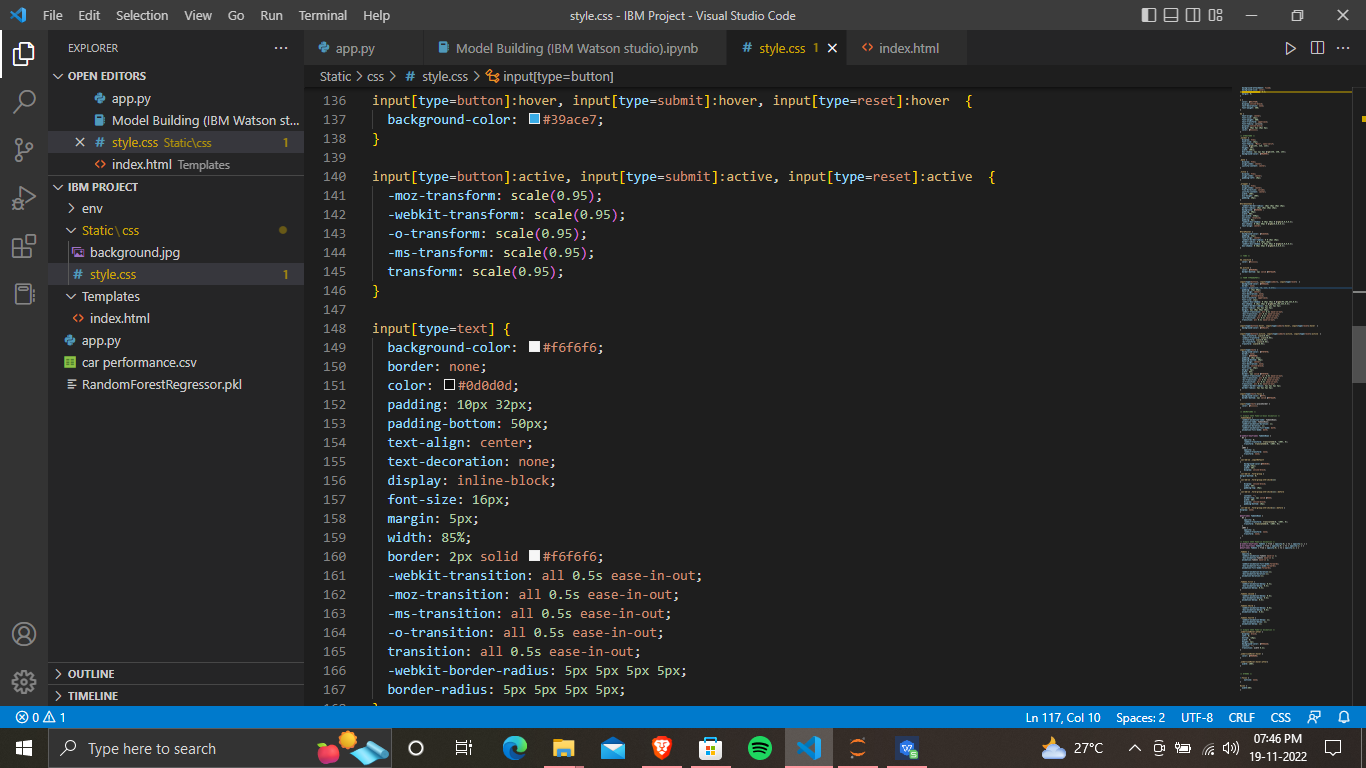 File Edit Selection View Go Run Terminal Help style.css - IBM Project - Visual Studio Code
EXPLORER
OPEN EDITORS
app.py
Model Building (IBM Watson st...
style.css Static\css 1
index.html Templates
IBM PROJECT
env
Static \ css
background.jpg
style.css 1
Templates
index.html
app.py
car performance.csv
RandomForestRegressor.pkl
OUTLINE
TIMELINE
app.py Model Building (IBM Watson studio).ipynb style.css 1 index.html
Static > css > style.css > input[type=button]
136 input[type=button]:hover, input[type=submit]:hover, input[type=reset]:hover {
137 background-color: #39ace7;
138 }
139
140 input[type=button]:active, input[type=submit]:active, input[type=reset]:active {
141 -moz-transform: scale(0.95);
142 -webkit-transform: scale(0.95);
143 -o-transform: scale(0.95);
144 -ms-transform: scale(0.95);
145 transform: scale(0.95);
146 }
147
148 input[type=text] {
149 background-color: #f6f6f6;
150 border: none;
151 color: #0d0d0d;
152 padding: 10px 32px;
153 padding-bottom: 50px;
154 text-align: center;
155 text-decoration: none;
156 display: inline-block;
157 font-size: 16px;
158 margin: 5px;
159 width: 85%;
160 border: 2px solid #f6f6f6;
161 -webkit-transition: all 0.5s ease-in-out;
162 -moz-transition: all 0.5s ease-in-out;
163 -ms-transition: all 0.5s ease-in-out;
164 -o-transition: all 0.5s ease-in-out;
165 transition: all 0.5s ease-in-out;
166 -webkit-border-radius: 5px 5px 5px 5px;
167 border-radius: 5px 5px 5px 5px;
0 1 Ln 117, Col 10 Spaces: 2 UTF-8 CRLF CSS
Type here to search 27°C 07:46 PM
19-11-2022